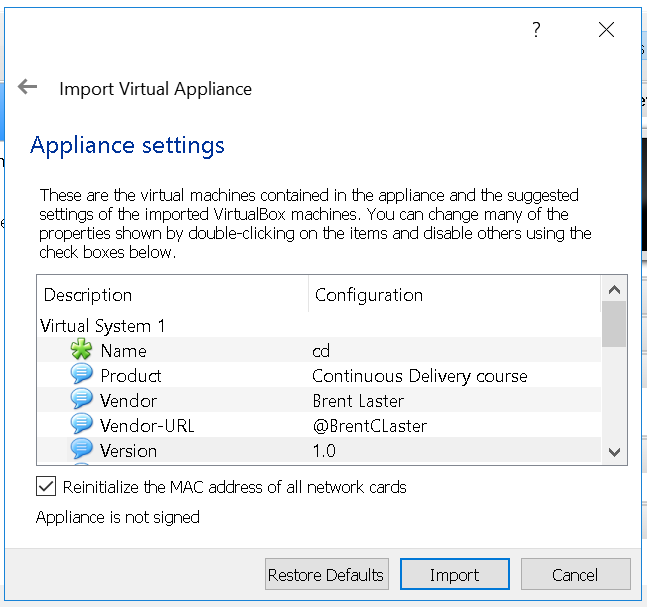 ?
Import Virtual Appliance
Appliance settings
These are the virtual machines contained in the appliance and the suggested
settings of the imported VirtualBox machines. You can change many of the
properties shown by double-clicking on the items and disable others using the
check boxes below.
Description Configuration
Virtual System 1
Name cd
Product Continuous Delivery course
Vendor Brent Laster
Vendor-URL @BrentCLaster
Version 1.0
Reinitialize the MAC address of all network cards
Appliance is not signed
Restore Defaults Import Cancel